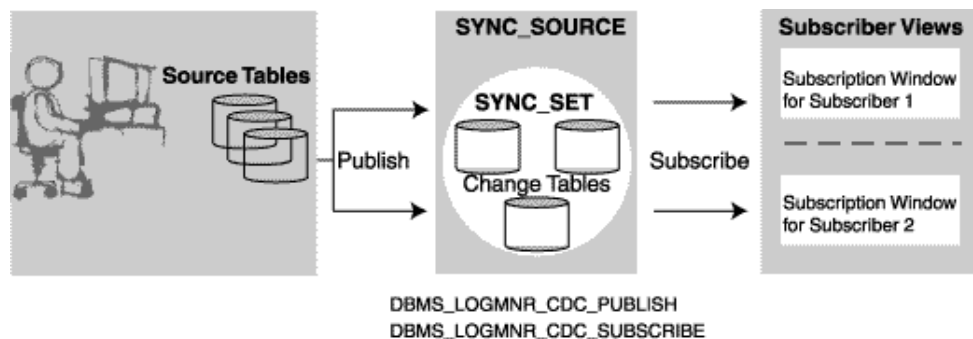 Source Tables
Publish
SYNC_SOURCE
SYNC_SET
Change Tables
Subscribe
Subscriber Views
Subscription Window
for Subscriber 1
Subscription Window
for Subscriber 2
DBMS_LOGMNR_CDC_PUBLISH
DBMS_LOGMNR_CDC_SUBSCRIBE